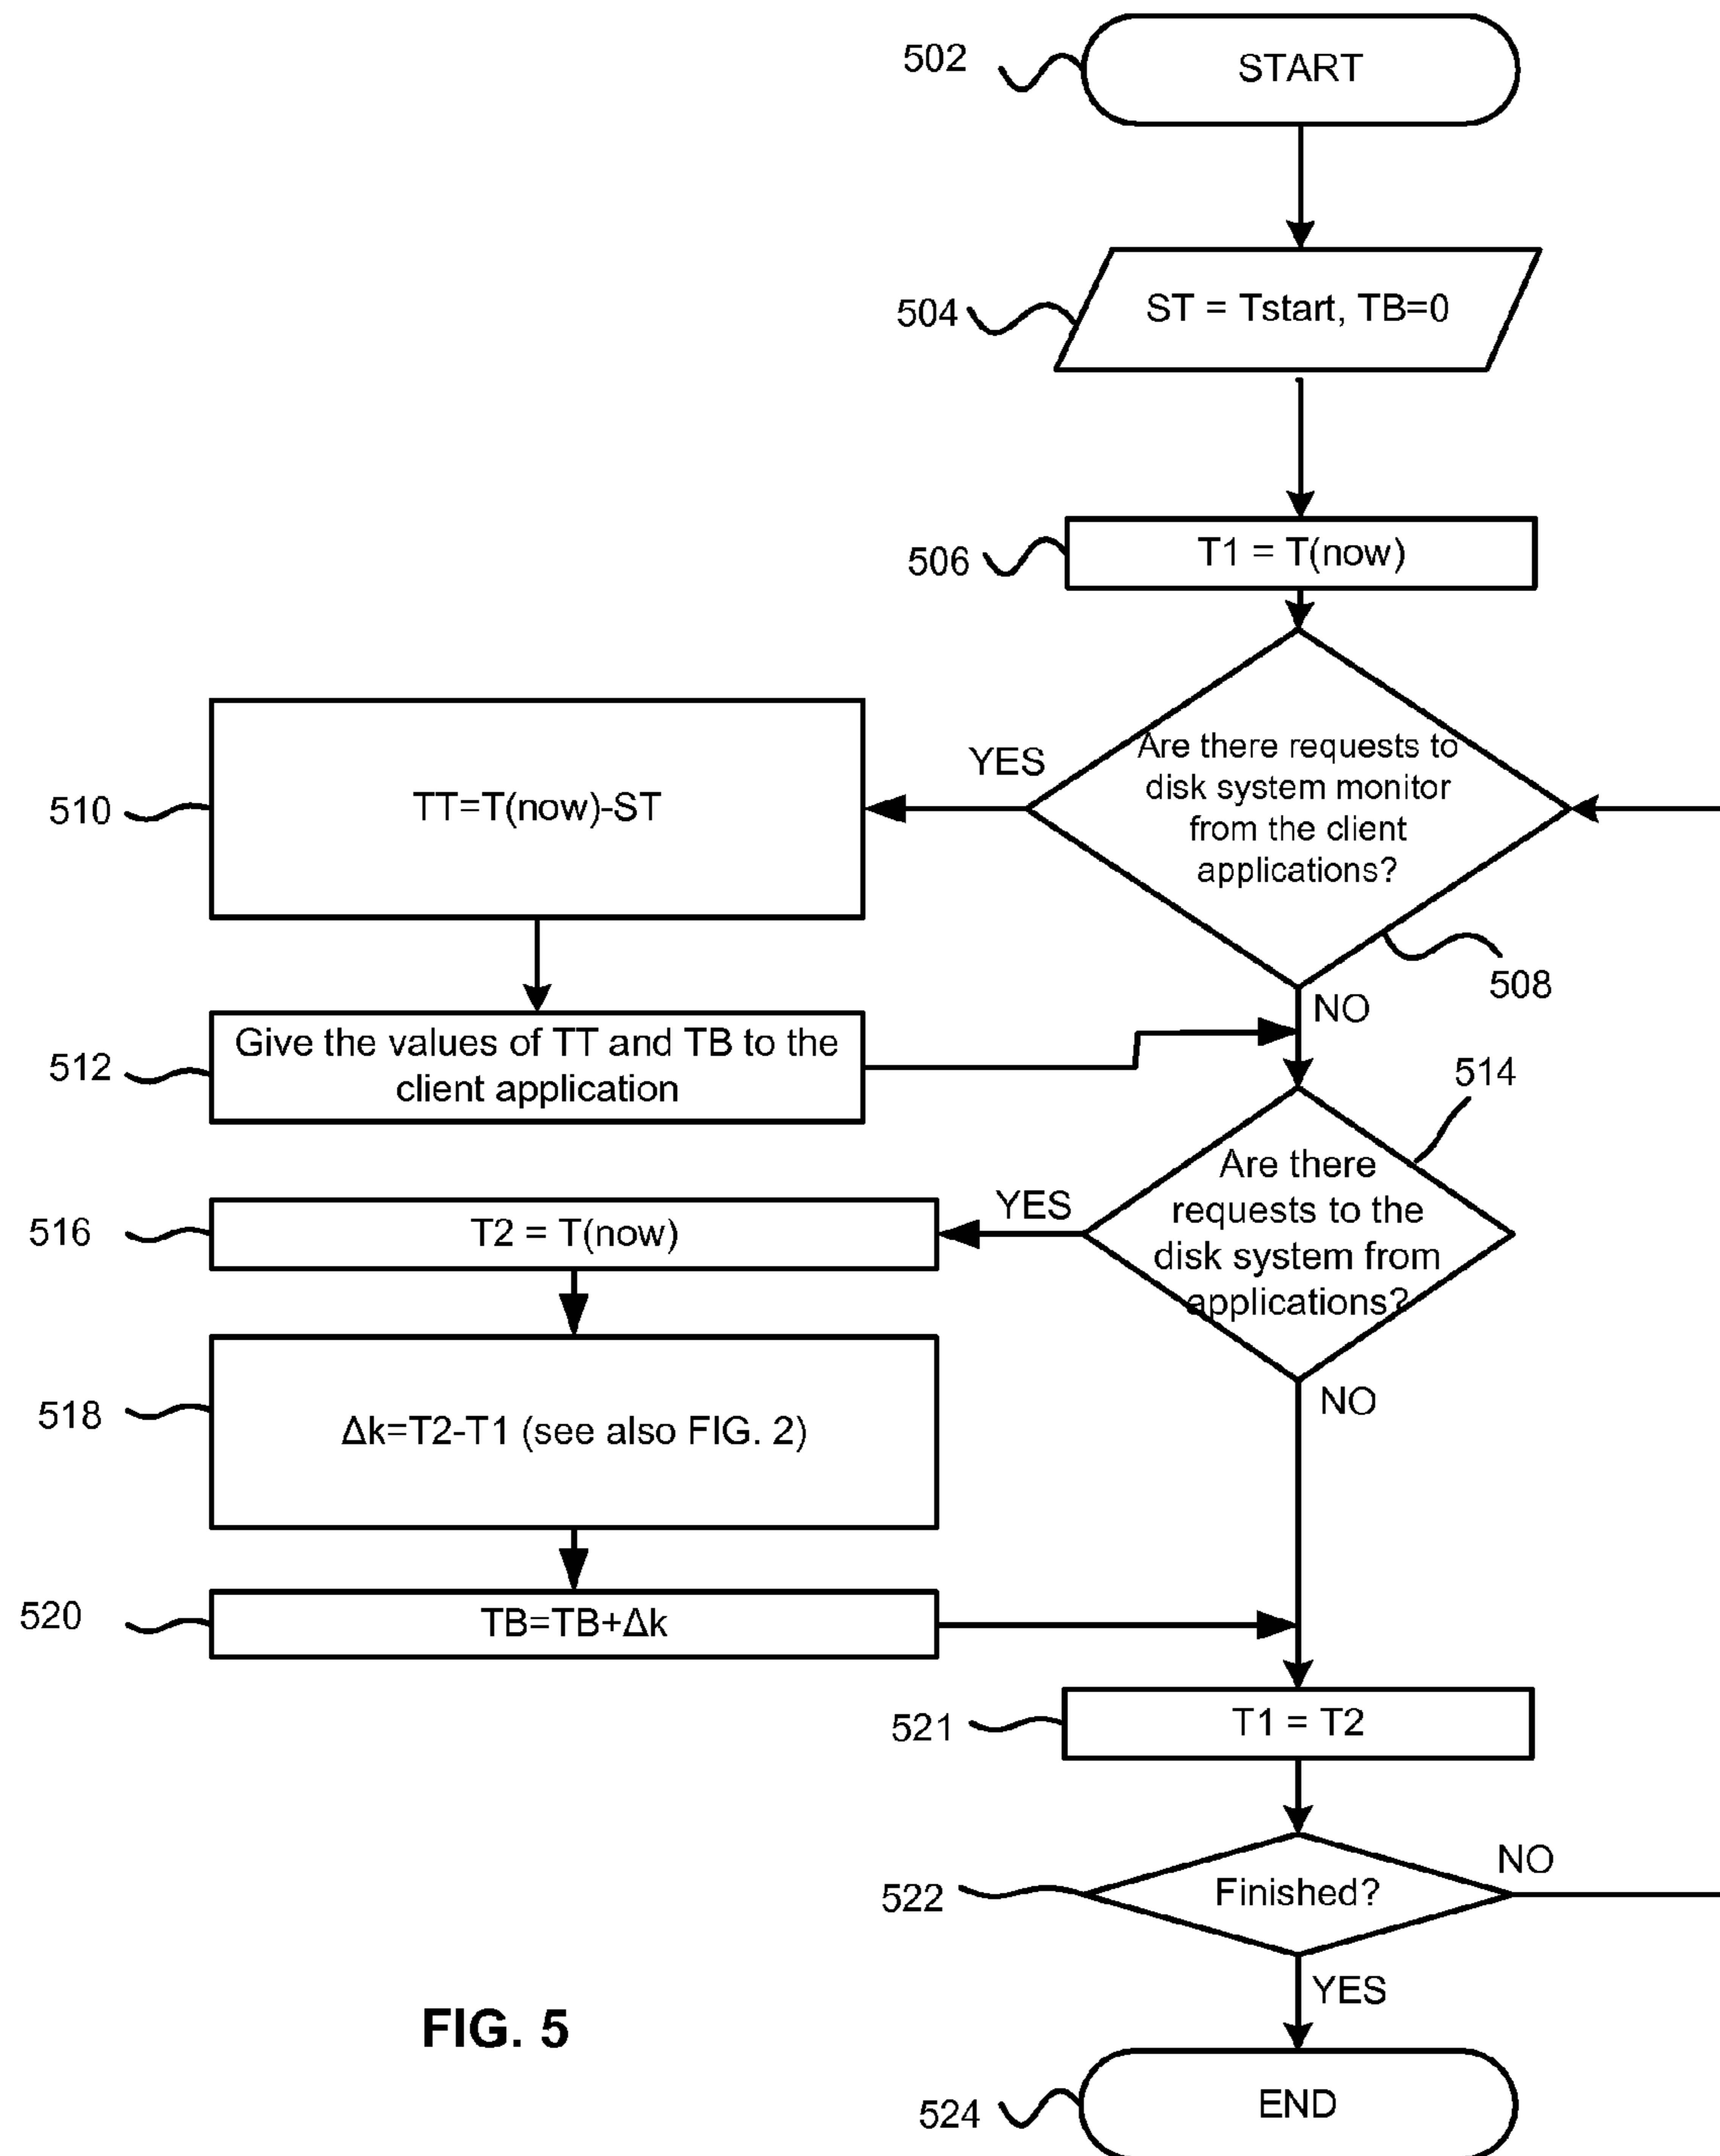 502
START
504
ST = Tstart, TB=0
506
T1 = T(now)
Are there requests to
disk system monitor
from the client
applications?
508
YES
NO
510
TT=T(now)-ST
512
Give the values of TT and TB to the
client application
514
Are there
requests to the
disk system from
applications?
YES
NO
516
T2 = T(now)
518
Δk=T2-T1 (see also FIG. 2)
520
TB=TB+Δk
521
T1 = T2
522
Finished?
NO
YES
FIG. 5
524
END